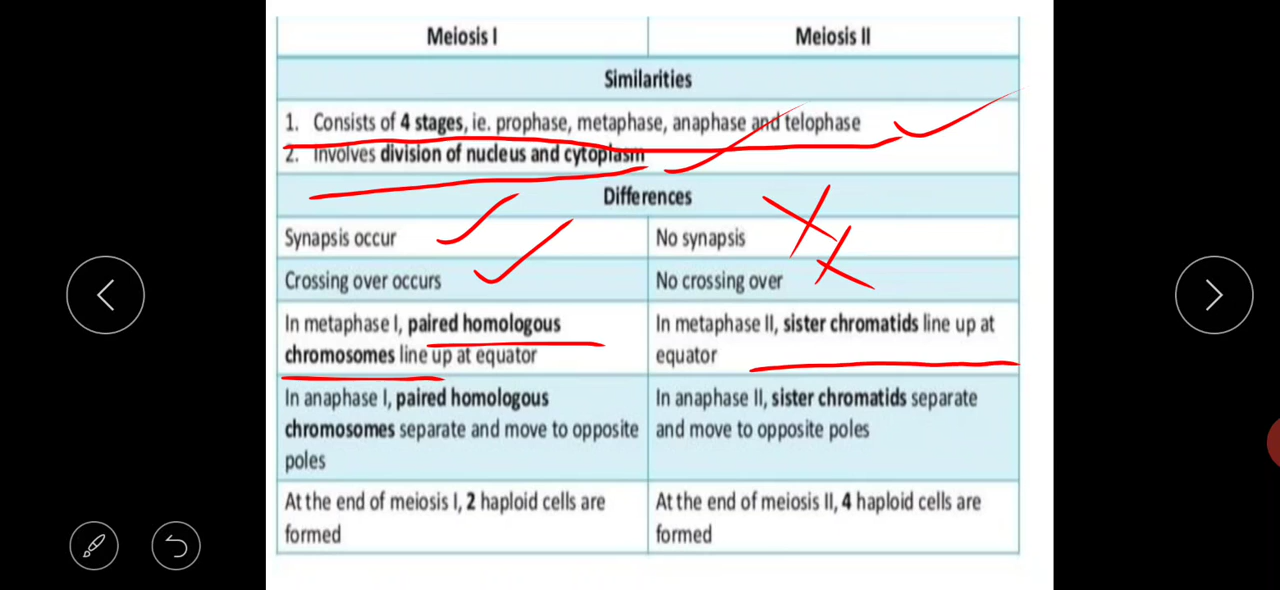 Meiosis I
Meiosis II
Similarities
1. Consists of 4 stages, ie. prophase, metaphase, anaphase and telophase
2. Involves division of nucleus and cytoplasm
Differences
Synapsis occur
No synapsis
Crossing over occurs
No crossing over
In metaphase I, paired homologous
chromosomes line up at equator
In metaphase II, sister chromatids line up at
equator
In anaphase I, paired homologous
chromosomes separate and move to opposite
poles
In anaphase II, sister chromatids separate
and move to opposite poles
At the end of meiosis I, 2 haploid cells are
formed
At the end of meiosis II, 4 haploid cells are
formed